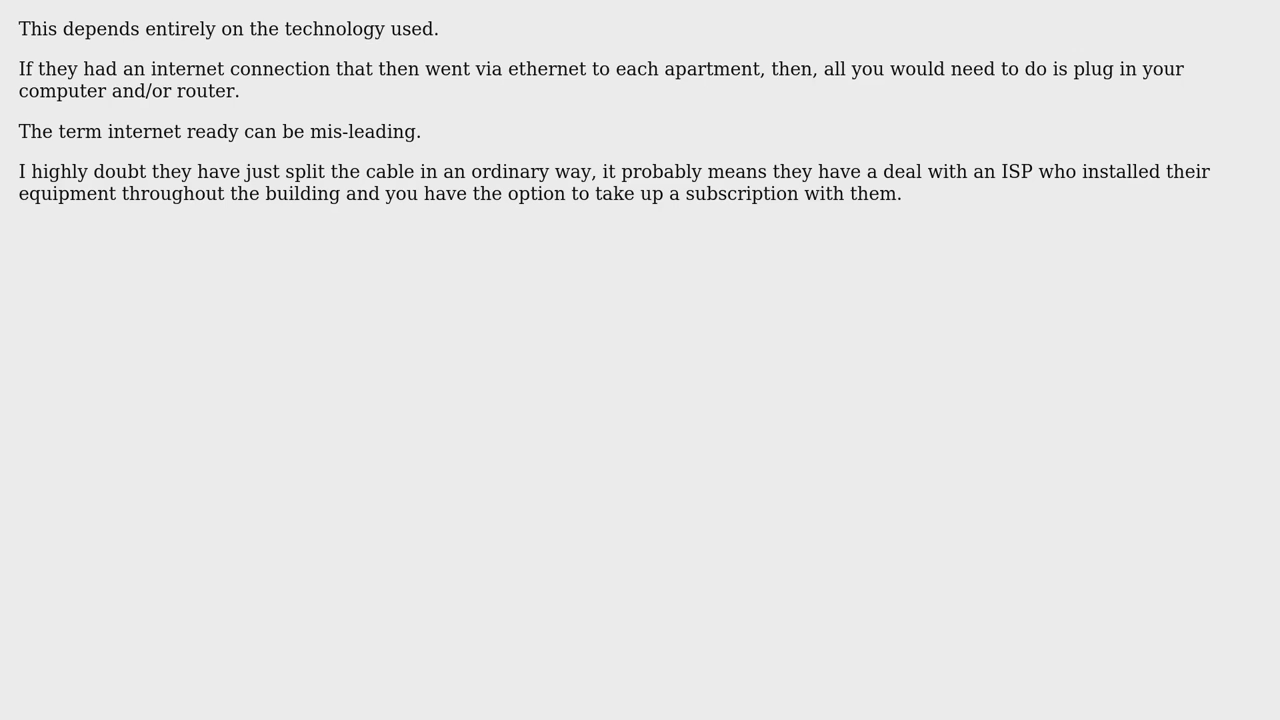 This depends entirely on the technology used.
If they had an internet connection that then went via ethernet to each apartment, then, all you would need to do is plug in your
computer and/or router.
The term internet ready can be mis-leading.
I highly doubt they have just split the cable in an ordinary way, it probably means they have a deal with an ISP who installed their
equipment throughout the building and you have the option to take up a subscription with them.